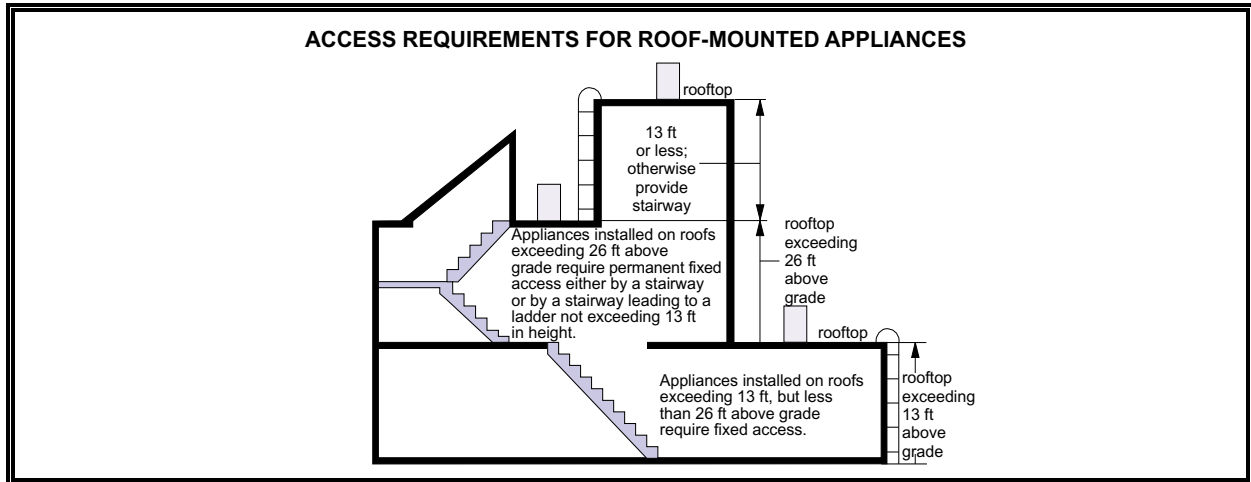 ACCESS REQUIREMENTS FOR ROOF-MOUNTED APPLIANCES
rooftop
13 ft
or less;
otherwise
provide
stairway
Appliances installed on roofs
exceeding 26 ft above
grade require permanent fixed
access either by a stairway
or by a stairway leading to a
ladder not exceeding 13 ft
in height.
rooftop
exceeding
26 ft
above
grade
rooftop
Appliances installed on roofs
exceeding 13 ft, but less
than 26 ft above grade
require fixed access.
rooftop
exceeding
13 ft
above
grade